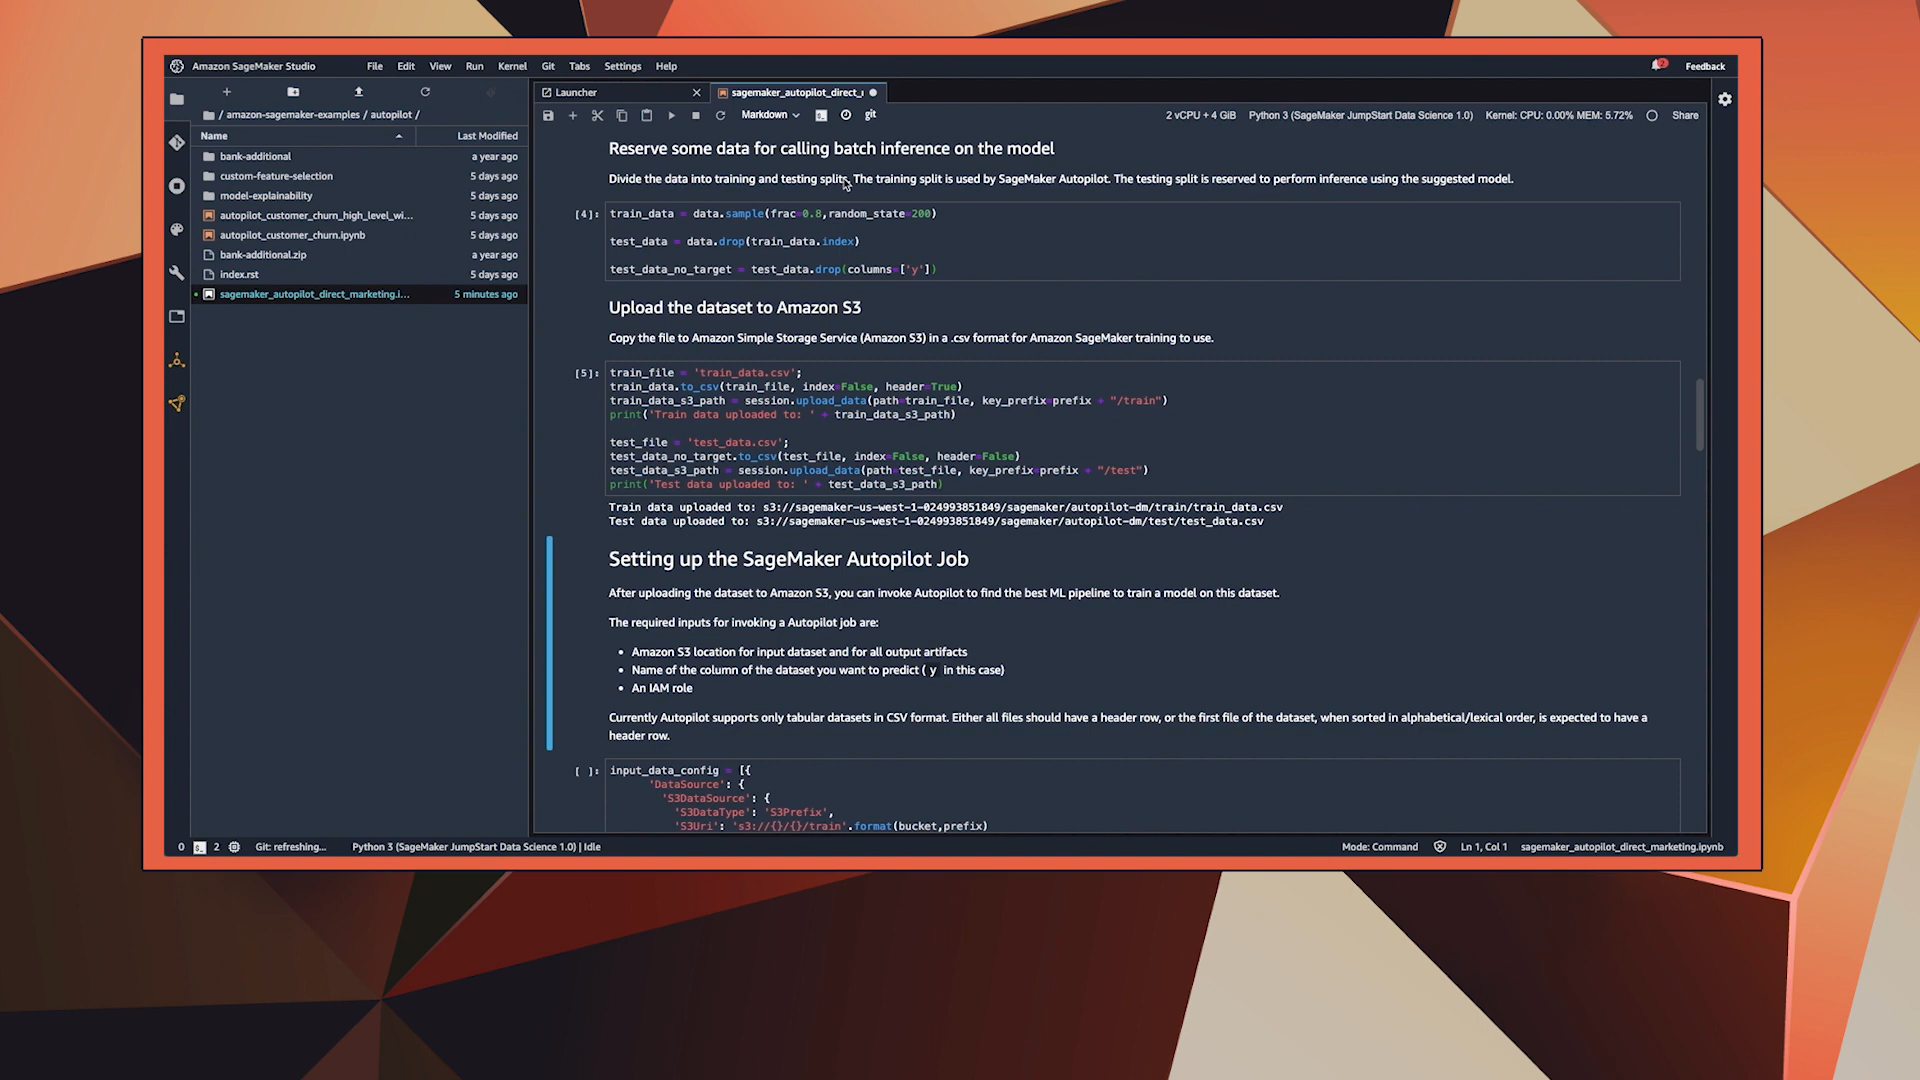 Amazon SageMaker Studio File Edit View Run Kernel Git Tabs Settings Help Feedback
/ amazon-sagemaker-examples / autopilot /
Name Last Modified
bank-additional a year ago
custom-feature-selection 5 days ago
model-explainability 5 days ago
autopilot_customer_churn_high_level_wi... 5 days ago
autopilot_customer_churn.ipynb 5 days ago
bank-additional.zip a year ago
index.rst 5 days ago
sagemaker_autopilot_direct_marketing.i... 5 minutes ago
Launcher sagemaker_autopilot_direct_
Markdown git 2 vCPU + 4 GiB Python 3 (SageMaker JumpStart Data Science 1.0) Kernel: CPU: 0.00% MEM: 5.72% Share
Reserve some data for calling batch inference on the model
Divide the data into training and testing splits. The training split is used by SageMaker Autopilot. The testing split is reserved to perform inference using the suggested model.
[4]: train_data = data.sample(frac=0.8,random_state=200)
test_data = data.drop(train_data.index)
test_data_no_target = test_data.drop(columns=['y'])
Upload the dataset to Amazon S3
Copy the file to Amazon Simple Storage Service (Amazon S3) in a .csv format for Amazon SageMaker training to use.
[5]: train_file = 'train_data.csv';
train_data.to_csv(train_file, index=False, header=True)
train_data_s3_path = session.upload_data(path=train_file, key_prefix=prefix + "/train")
print('Train data uploaded to: ' + train_data_s3_path)
test_file = 'test_data.csv';
test_data_no_target.to_csv(test_file, index=False, header=False)
test_data_s3_path = session.upload_data(path=test_file, key_prefix=prefix + "/test")
print('Test data uploaded to: ' + test_data_s3_path)
Train data uploaded to: s3://sagemaker-us-west-1-024993851849/sagemaker/autopilot-dm/train/train_data.csv
Test data uploaded to: s3://sagemaker-us-west-1-024993851849/sagemaker/autopilot-dm/test/test_data.csv
Setting up the SageMaker Autopilot Job
After uploading the dataset to Amazon S3, you can invoke Autopilot to find the best ML pipeline to train a model on this dataset.
The required inputs for invoking a Autopilot job are:
• Amazon S3 location for input dataset and for all output artifacts
• Name of the column of the dataset you want to predict ( y in this case)
• An IAM role
Currently Autopilot supports only tabular datasets in CSV format. Either all files should have a header row, or the first file of the dataset, when sorted in alphabetical/lexical order, is expected to have a
header row.
[ ]: input_data_config = [{
'DataSource': {
'S3DataSource': {
'S3DataType': 'S3Prefix',
'S3Uri': 's3://{}/{}/train'.format(bucket,prefix)
0 2 Git: refreshing... Python 3 (SageMaker JumpStart Data Science 1.0) | Idle Mode: Command Ln 1, Col 1 sagemaker_autopilot_direct_marketing.ipynb